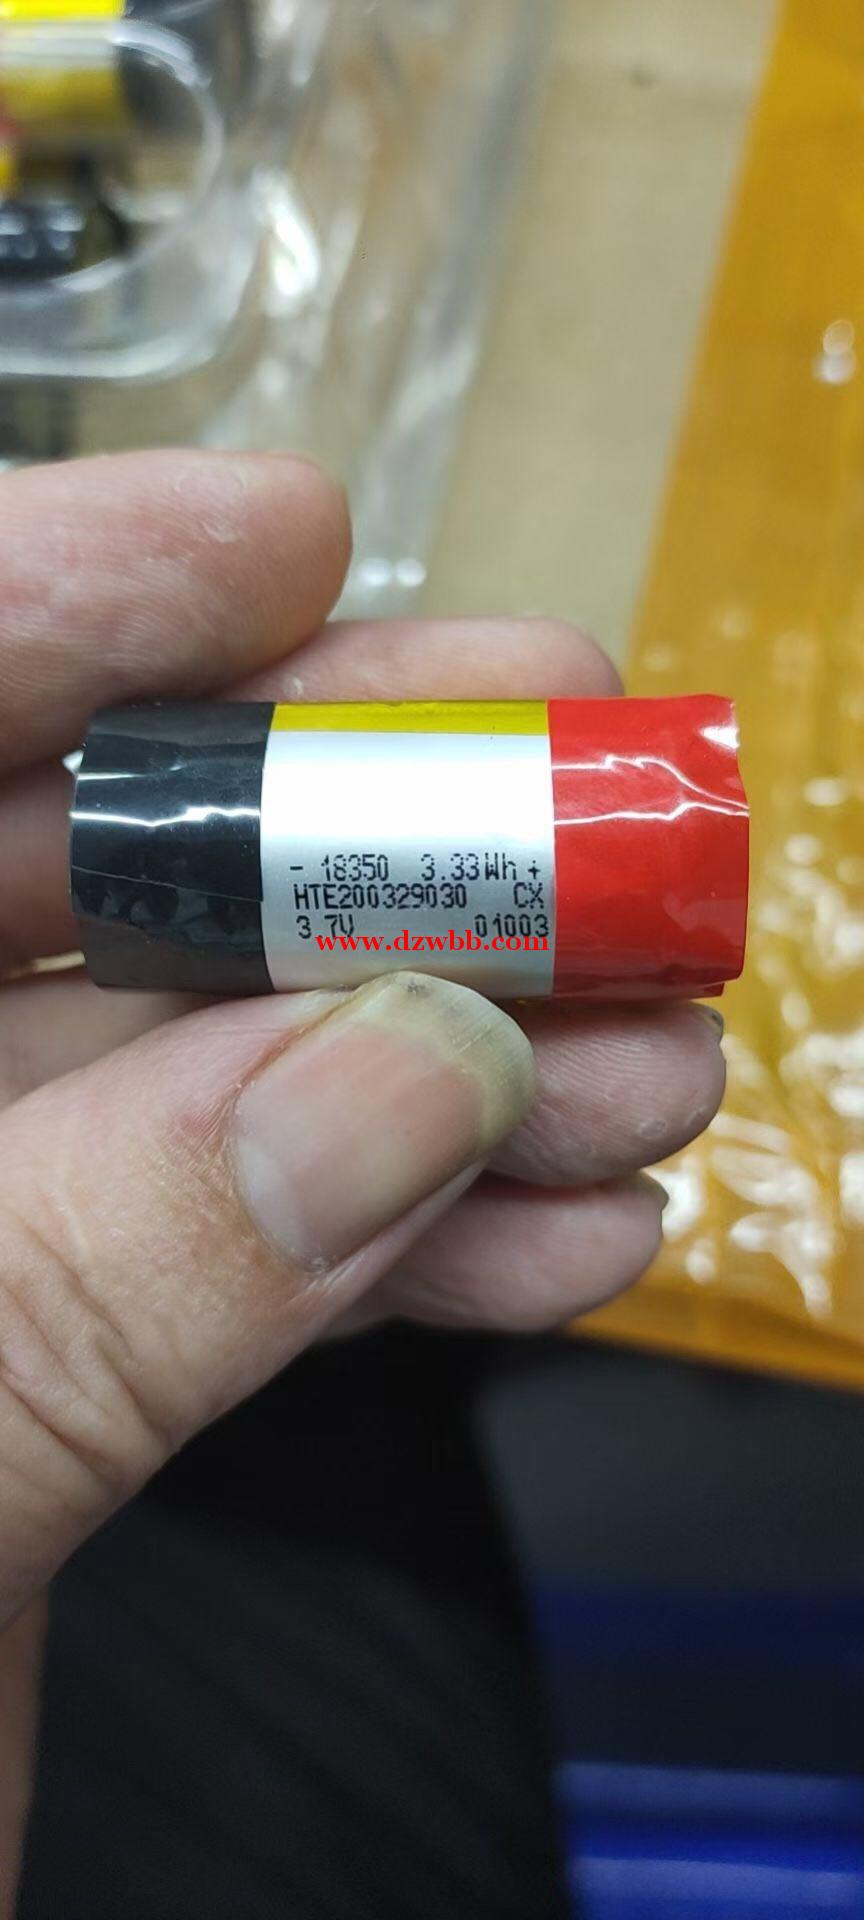 - 18350 3.33Wh +
HTE200329030 CX
3.7V 01003
www.dzwbb.com